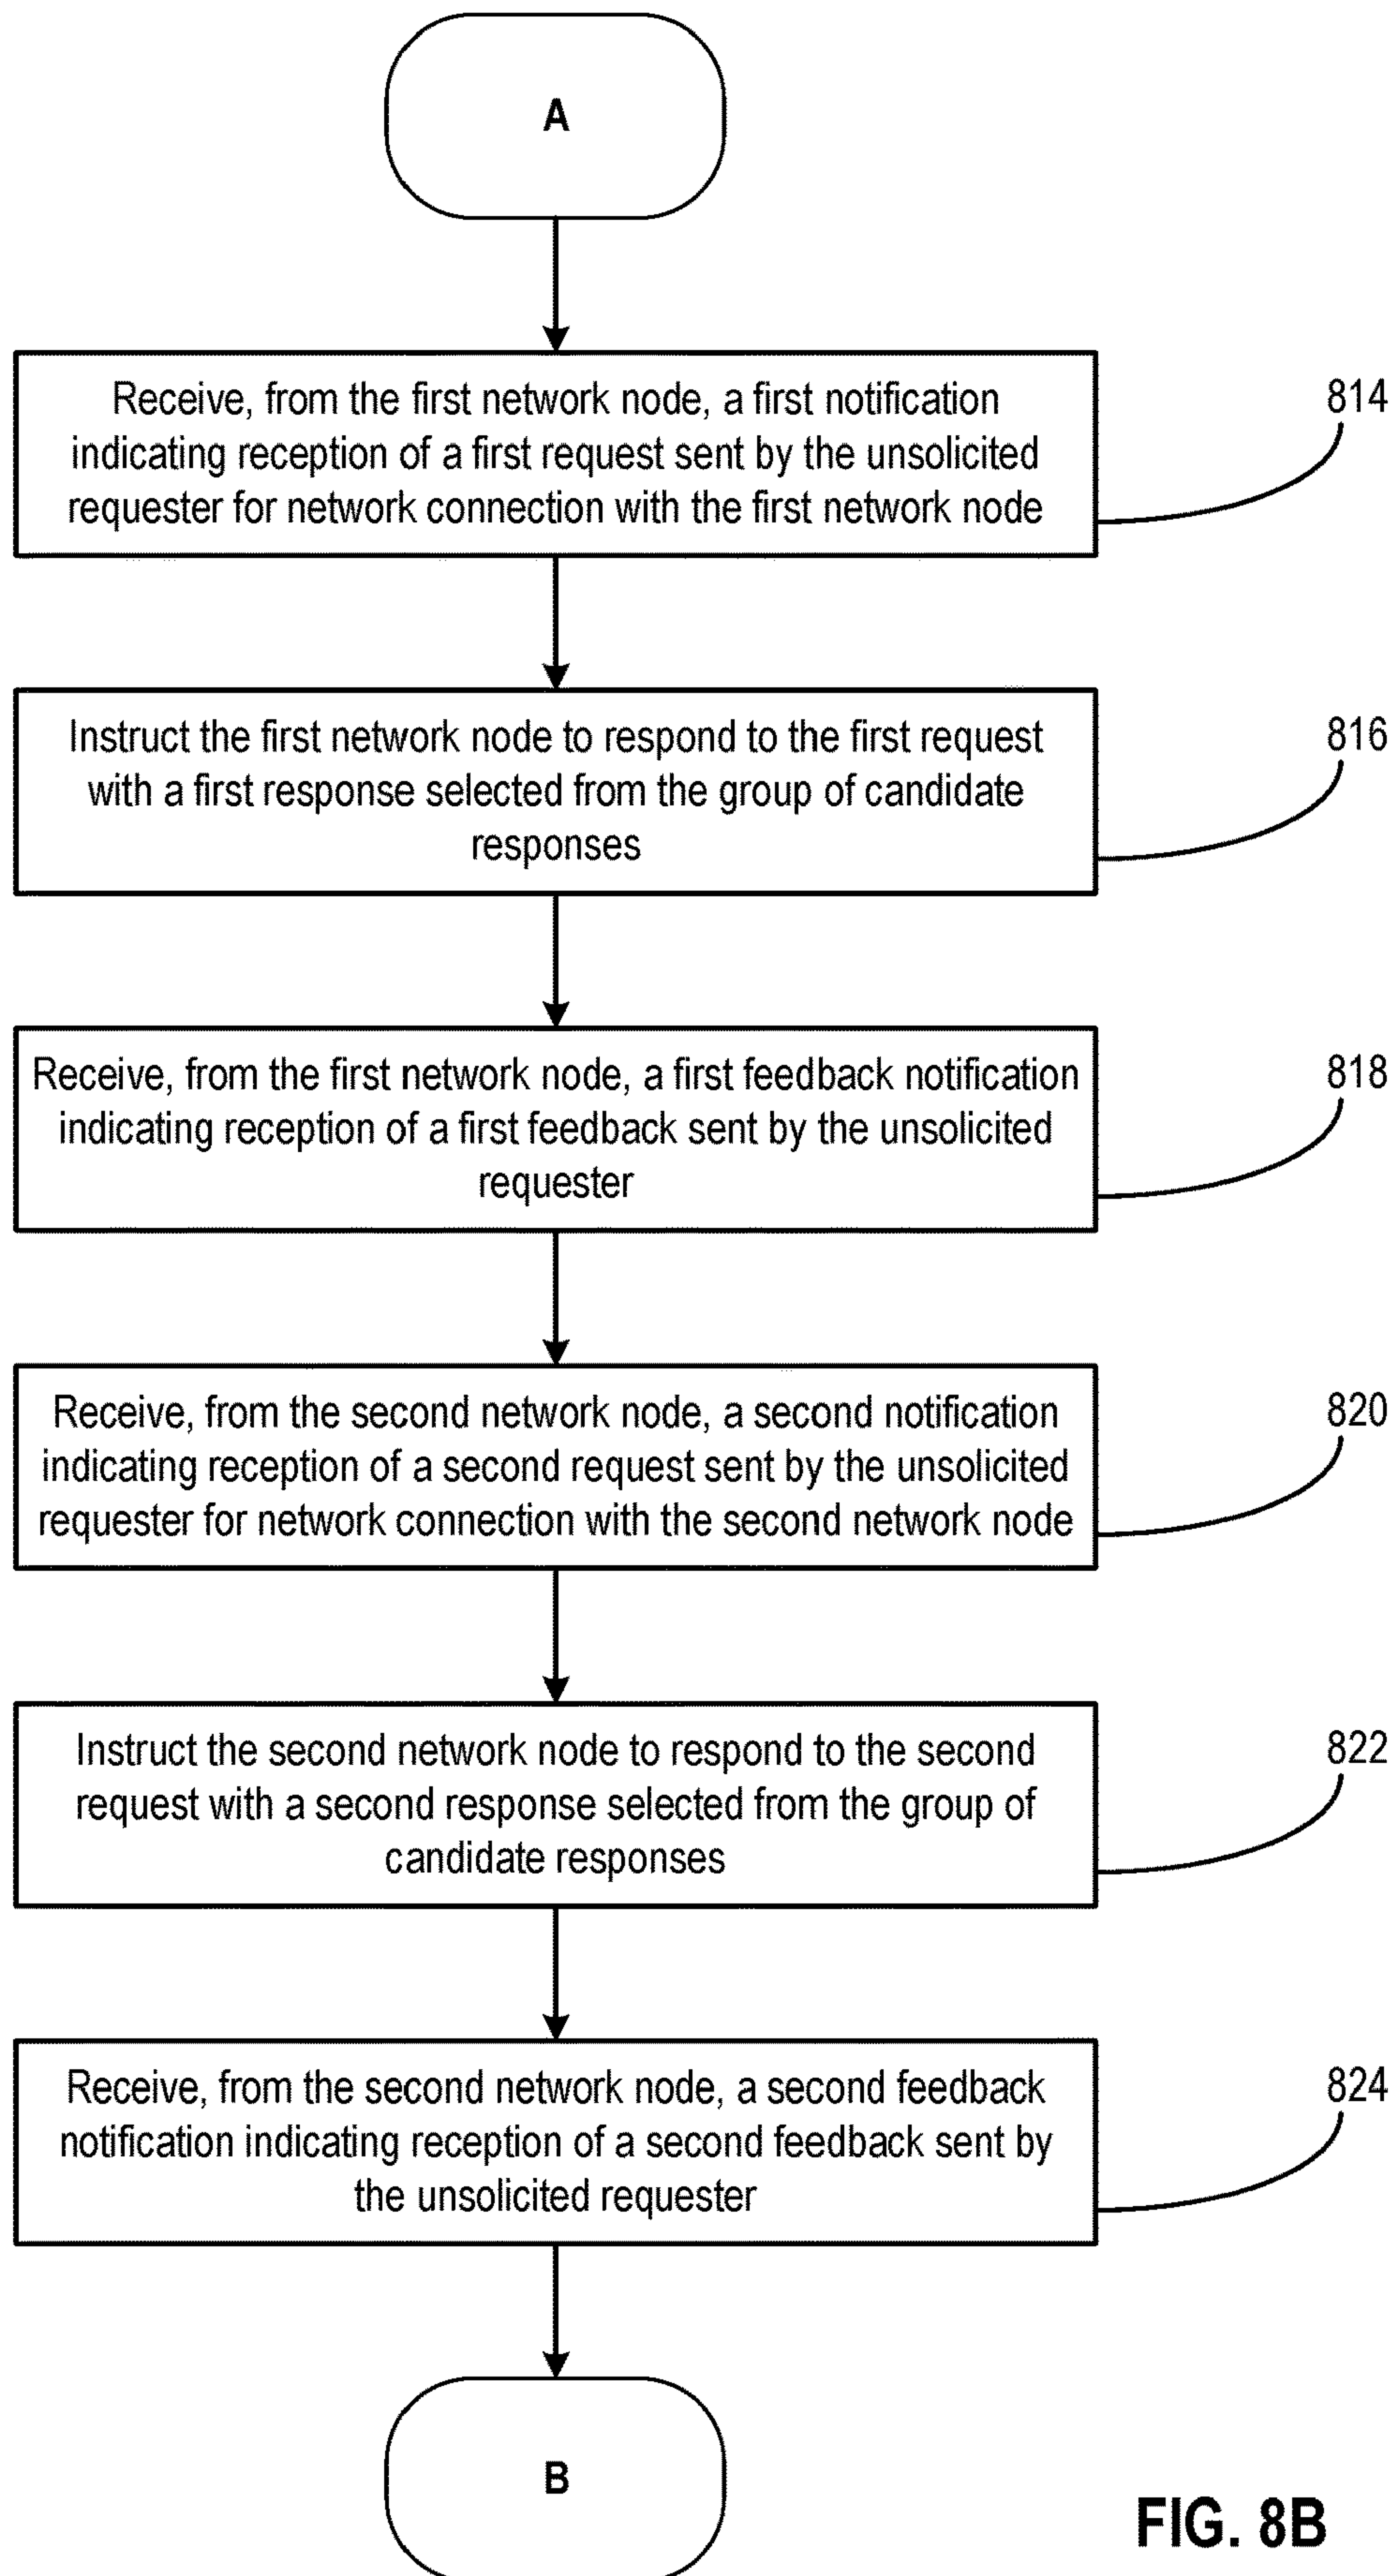 A
Receive, from the first network node, a first notification
indicating reception of a first request sent by the unsolicited
requester for network connection with the first network node
814
Instruct the first network node to respond to the first request
with a first response selected from the group of candidate
responses
816
Receive, from the first network node, a first feedback notification
indicating reception of a first feedback sent by the unsolicited
requester
818
Receive, from the second network node, a second notification
indicating reception of a second request sent by the unsolicited
requester for network connection with the second network node
820
Instruct the second network node to respond to the second
request with a second response selected from the group of
candidate responses
822
Receive, from the second network node, a second feedback
notification indicating reception of a second feedback sent by
the unsolicited requester
824
B
FIG. 8B